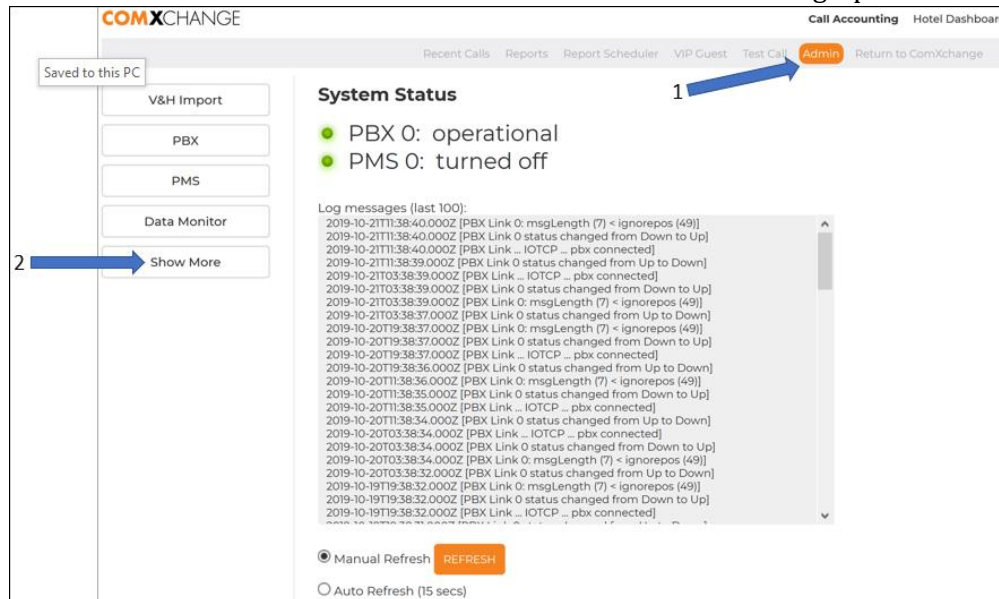 COMXCHANGE
Call Accounting Hotel Dashboar
Recent Calls Reports Report Scheduler VIP Guest Test Call Admin Return to ComXchange
Saved to this PC
1
V&H Import
PBX
PMS
Data Monitor
2
Show More
System Status
PBX 0: operational
PMS 0: turned off
Log messages (last 100):
2019-10-21T11:38:40.000Z [PBX Link 0: msgLength (7) < ignorepos (49)]
2019-10-21T11:38:40.000Z [PBX Link 0 status changed from Down to Up]
2019-10-21T11:38:40.000Z [PBX Link ... IOTCP ... pbx connected]
2019-10-21T11:38:39.000Z [PBX Link 0 status changed from Up to Down]
2019-10-21T03:38:39.000Z [PBX Link ... IOTCP ... pbx connected]
2019-10-21T03:38:39.000Z [PBX Link 0 status changed from Down to Up]
2019-10-21T03:38:39.000Z [PBX Link 0: msgLength (7) < ignorepos (49)]
2019-10-21T03:38:37.000Z [PBX Link 0 status changed from Up to Down]
2019-10-20T19:38:37.000Z [PBX Link 0: msgLength (7) < ignorepos (49)]
2019-10-20T19:38:37.000Z [PBX Link 0 status changed from Down to Up]
2019-10-20T19:38:37.000Z [PBX Link ... IOTCP ... pbx connected]
2019-10-20T19:38:36.000Z [PBX Link 0 status changed from Up to Down]
2019-10-20T11:38:36.000Z [PBX Link 0: msgLength (7) < ignorepos (49)]
2019-10-20T11:38:35.000Z [PBX Link 0 status changed from Down to Up]
2019-10-20T11:38:35.000Z [PBX Link ... IOTCP ... pbx connected]
2019-10-20T11:38:34.000Z [PBX Link 0 status changed from Up to Down]
2019-10-20T03:38:34.000Z [PBX Link ... IOTCP ... pbx connected]
2019-10-20T03:38:34.000Z [PBX Link 0 status changed from Down to Up]
2019-10-20T03:38:34.000Z [PBX Link 0: msgLength (7) < ignorepos (49)]
2019-10-20T03:38:32.000Z [PBX Link 0 status changed from Up to Down]
2019-10-19T19:38:32.000Z [PBX Link 0: msgLength (7) < ignorepos (49)]
2019-10-19T19:38:32.000Z [PBX Link 0 status changed from Down to Up]
2019-10-19T19:38:32.000Z [PBX Link ... IOTCP ... pbx connected]
Manual Refresh REFRESH
Auto Refresh (15 secs)